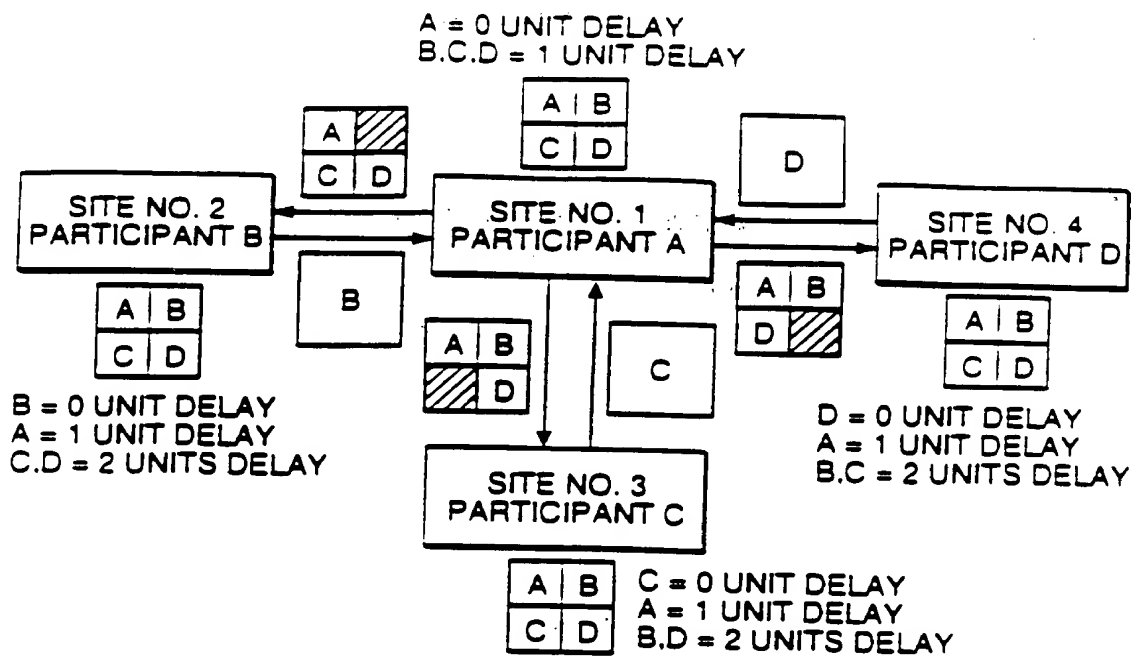 A = 0 UNIT DELAY
B.C.D = 1 UNIT DELAY
A B
C D
A
C D
D
SITE NO. 2
PARTICIPANT B
SITE NO. 1
PARTICIPANT A
SITE NO. 4
PARTICIPANT D
A B
C D
B
A B
D
C
A B
D
A B
C D
B = 0 UNIT DELAY
A = 1 UNIT DELAY
C.D = 2 UNITS DELAY
D = 0 UNIT DELAY
A = 1 UNIT DELAY
B.C = 2 UNITS DELAY
SITE NO. 3
PARTICIPANT C
A B
C D
C = 0 UNIT DELAY
A = 1 UNIT DELAY
B.D = 2 UNITS DELAY